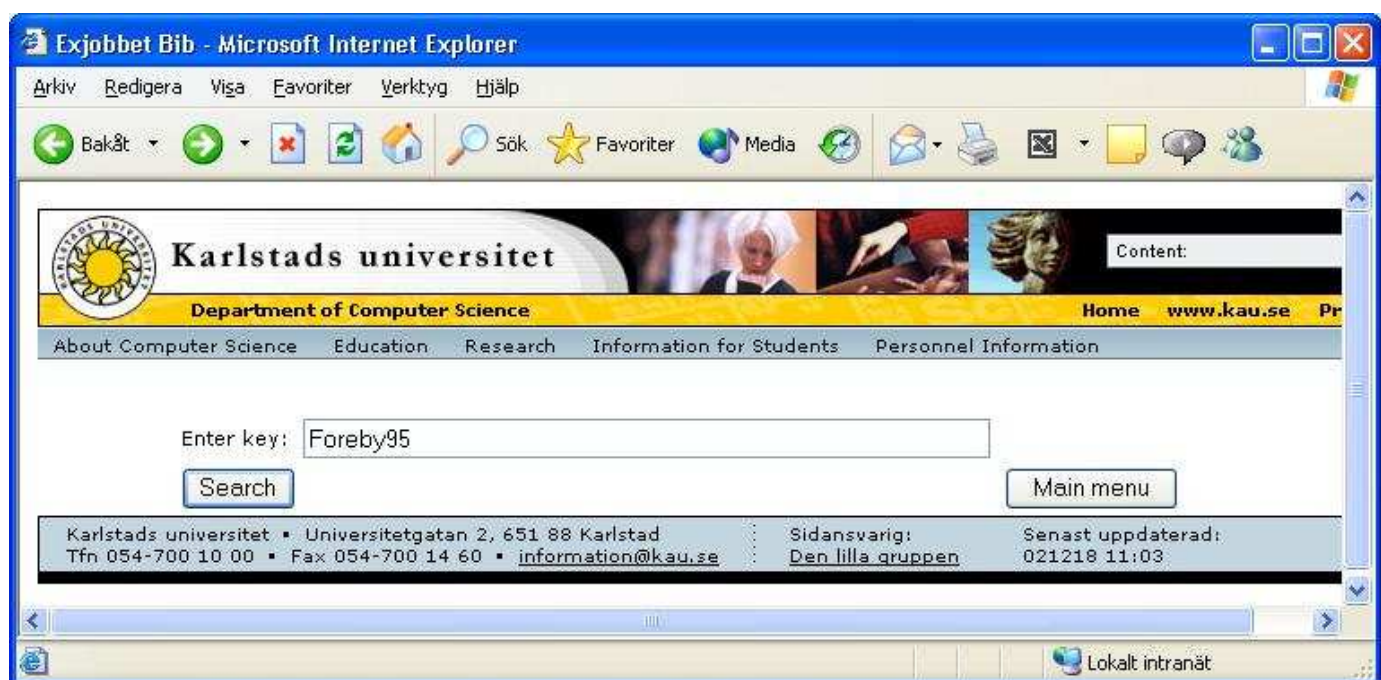 Exjobbet Bib - Microsoft Internet Explorer
Arkiv Redigera Visa Favoriter Verktyg Hjälp
Bakåt Sök Favoriter Media
Karlstads universitet
Content:
Department of Computer Science Home www.kau.se Pr
About Computer Science Education Research Information for Students Personnel Information
Enter key: Foreby95
Search Main menu
Karlstads universitet ▪ Universitetgatan 2, 651 88 Karlstad Sidansvarig: Senast uppdaterad:
Tfn 054-700 10 00 ▪ Fax 054-700 14 60 ▪ information@kau.se Den lilla gruppen 021218 11:03
Lokalt intranät